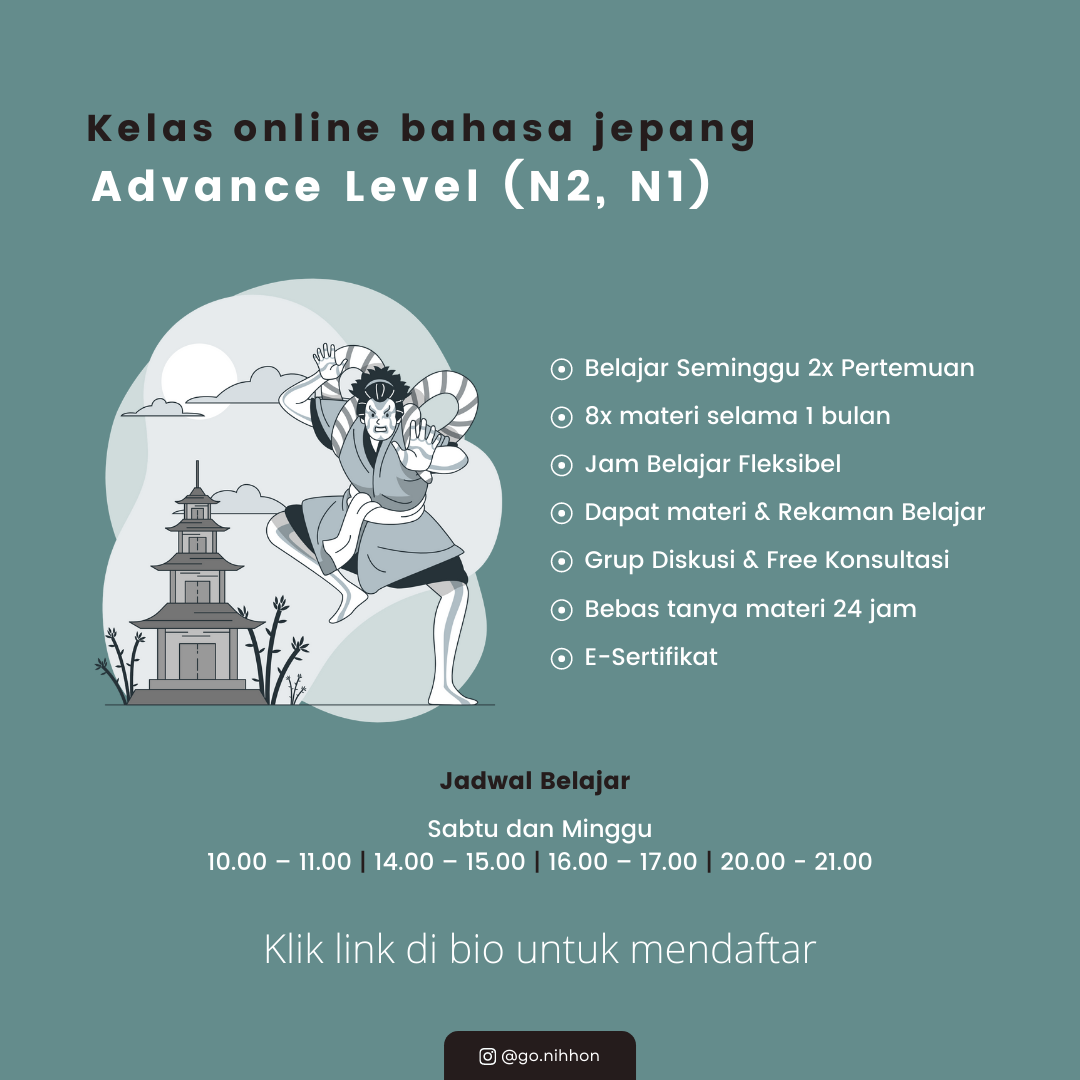 Kelas online bahasa jepang
Advance Level (N2, N1)
Belajar Seminggu 2x Pertemuan
8x materi selama 1 bulan
Jam Belajar Fleksibel
Dapat materi & Rekaman Belajar
Grup Diskusi & Free Konsultasi
Bebas tanya materi 24 jam
E-Sertifikat
Jadwal Belajar
Sabtu dan Minggu
10.00 – 11.00 | 14.00 – 15.00 | 16.00 – 17.00 | 20.00 - 21.00
Klik link di bio untuk mendaftar
@go.nihhon